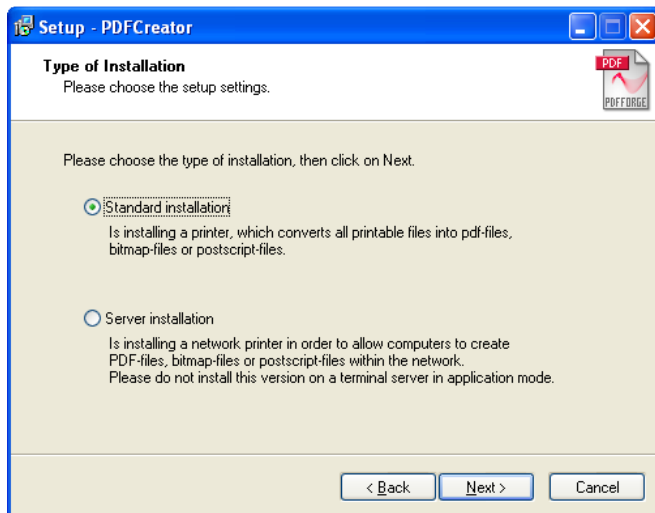 Setup - PDFCreator
Type of Installation
Please choose the setup settings.
PDF
PDFFORGE
Please choose the type of installation, then click on Next.
Standard installation
Is installing a printer, which converts all printable files into pdf-files,
bitmap-files or postscript-files.
Server installation
Is installing a network printer in order to allow computers to create
PDF-files, bitmap-files or postscript-files within the network.
Please do not install this version on a terminal server in application mode.
< Back
Next >
Cancel